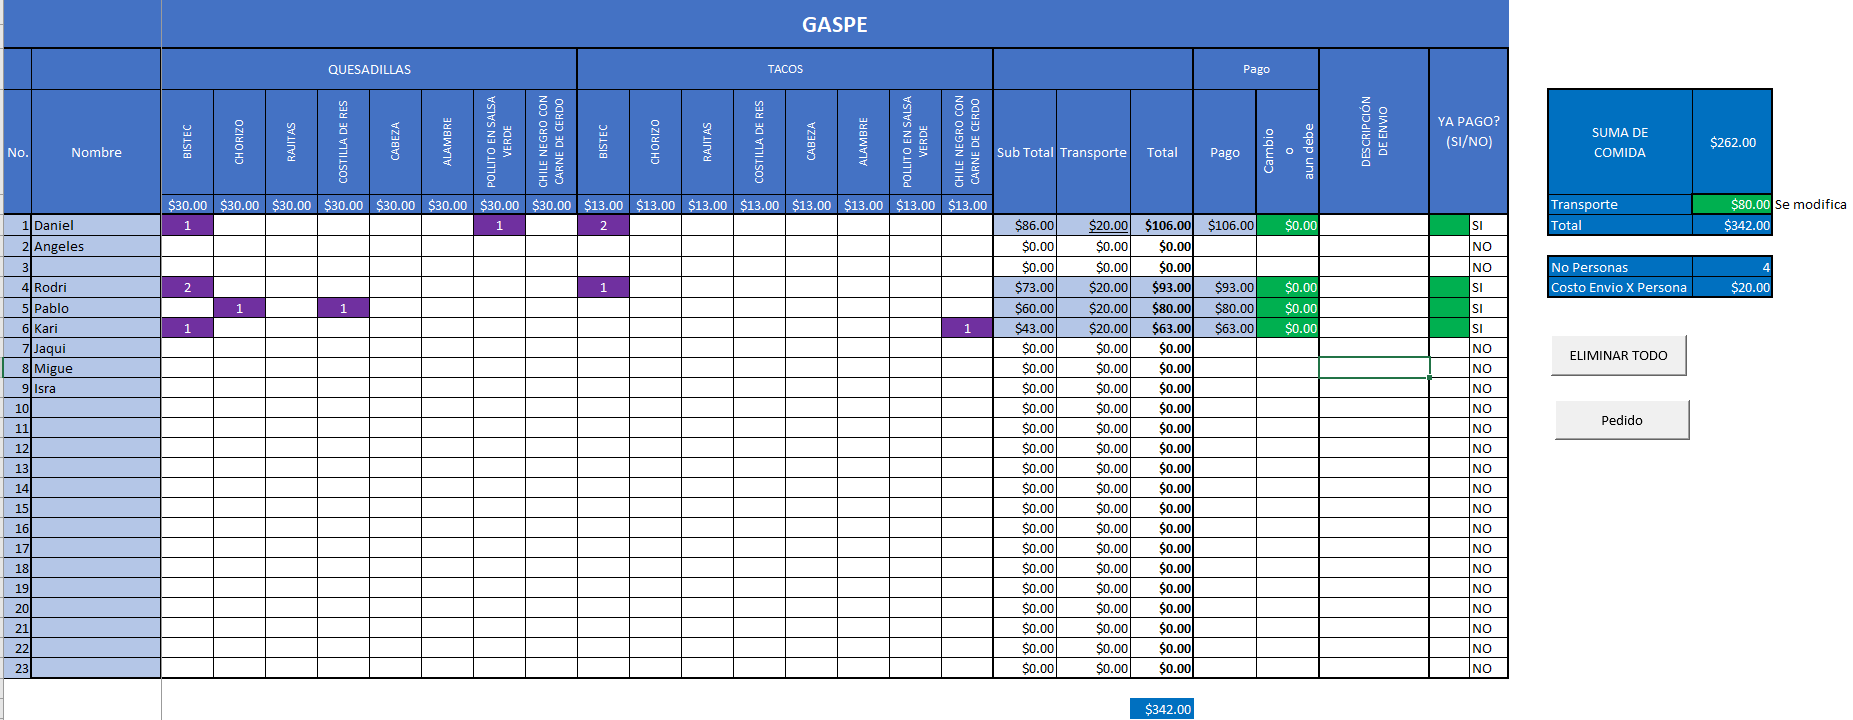 GASPE
QUESADILLAS TACOS Pago
No. Nombre BISTEC CHORIZO RAJITAS COSTILLA DE RES CABEZA ALAMBRE POLLITO EN SALSA VERDE CHILE NEGRO CON CARNE DE CERDO BISTEC CHORIZO RAJITAS COSTILLA DE RES CABEZA ALAMBRE POLLITO EN SALSA VERDE CHILE NEGRO CON CARNE DE CERDO Sub Total Transporte Total Pago Cambio o aun debe DESCRIPCIÓN DE ENVIO YA PAGO? (SI/NO)
$30.00 $30.00 $30.00 $30.00 $30.00 $30.00 $30.00 $30.00 $13.00 $13.00 $13.00 $13.00 $13.00 $13.00 $13.00 $13.00
1 Daniel 1 1 2 $86.00 $20.00 $106.00 $106.00 $0.00 SI
2 Angeles $0.00 $0.00 $0.00 NO
3 $0.00 $0.00 $0.00 NO
4 Rodri 2 1 $73.00 $20.00 $93.00 $93.00 $0.00 SI
5 Pablo 1 1 $60.00 $20.00 $80.00 $80.00 $0.00 SI
6 Kari 1 1 $43.00 $20.00 $63.00 $63.00 $0.00 SI
7 Jaqui $0.00 $0.00 $0.00 NO
8 Migue $0.00 $0.00 $0.00 NO
9 Isra $0.00 $0.00 $0.00 NO
10 $0.00 $0.00 $0.00 NO
11 $0.00 $0.00 $0.00 NO
12 $0.00 $0.00 $0.00 NO
13 $0.00 $0.00 $0.00 NO
14 $0.00 $0.00 $0.00 NO
15 $0.00 $0.00 $0.00 NO
16 $0.00 $0.00 $0.00 NO
17 $0.00 $0.00 $0.00 NO
18 $0.00 $0.00 $0.00 NO
19 $0.00 $0.00 $0.00 NO
20 $0.00 $0.00 $0.00 NO
21 $0.00 $0.00 $0.00 NO
22 $0.00 $0.00 $0.00 NO
23 $0.00 $0.00 $0.00 NO
$342.00
SUMA DE
COMIDA $262.00
Transporte $80.00 Se modifica
Total $342.00
No Personas 4
Costo Envio X Persona $20.00
ELIMINAR TODO
Pedido